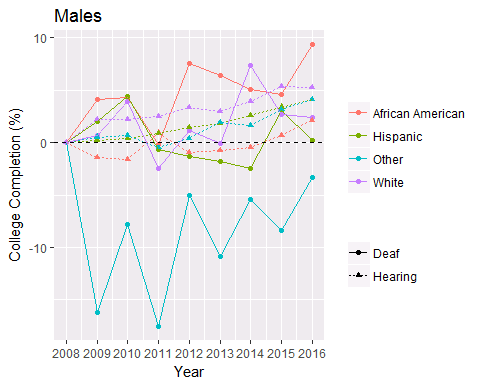 Males
College Completion (%)
10
0
-10
2008 2009 2010 2011 2012 2013 2014 2015 2016
Year
African American
Hispanic
Other
White
Deaf
Hearing